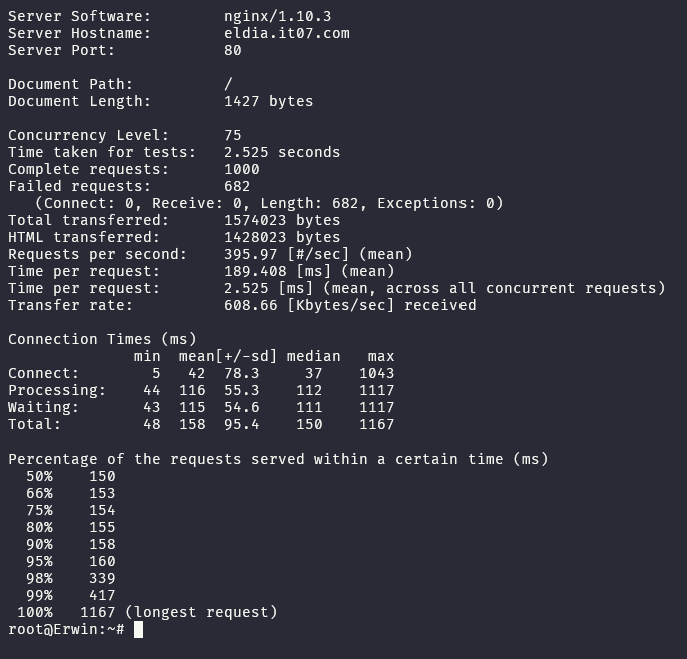 Server Software:        nginx/1.10.3
Server Hostname:        eldia.it07.com
Server Port:            80

Document Path:          /
Document Length:        1427 bytes

Concurrency Level:      75
Time taken for tests:   2.525 seconds
Complete requests:      1000
Failed requests:        682
   (Connect: 0, Receive: 0, Length: 682, Exceptions: 0)
Total transferred:      1574023 bytes
HTML transferred:       1428023 bytes
Requests per second:    395.97 [#/sec] (mean)
Time per request:       189.408 [ms] (mean)
Time per request:       2.525 [ms] (mean, across all concurrent requests)
Transfer rate:          608.66 [Kbytes/sec] received

Connection Times (ms)
              min  mean[+/-sd] median   max
Connect:        5   42  78.3     37    1043
Processing:    44  116  55.3    112    1117
Waiting:       43  115  54.6    111    1117
Total:         48  158  95.4    150    1167

Percentage of the requests served within a certain time (ms)
  50%    150
  66%    153
  75%    154
  80%    155
  90%    158
  95%    160
  98%    339
  99%    417
 100%   1167 (longest request)
root@Erwin:~#